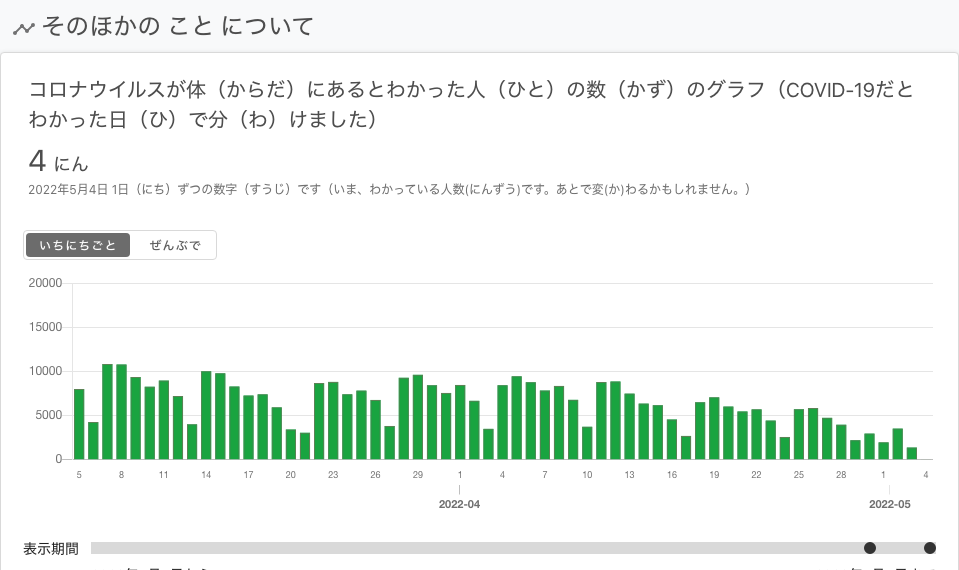 そのほかの こと について
コロナウイルスが体（からだ）にあるとわかった人（ひと）の数（かず）のグラフ（COVID-19だと
わかった日（ひ）で分（わ）けました）
4 にん
2022年5月4日 1日（にち）ずつの数字（すうじ）です（いま、わかっている人数(にんずう)です。あとで変(か)わるかもしれません。）
いちにちごと ぜんぶで
20000
15000
10000
5000
0
5 8 11 14 17 20 23 26 29 1 4 7 10 13 16 19 22 25 28 1 4
2022-04 2022-05
表示期間